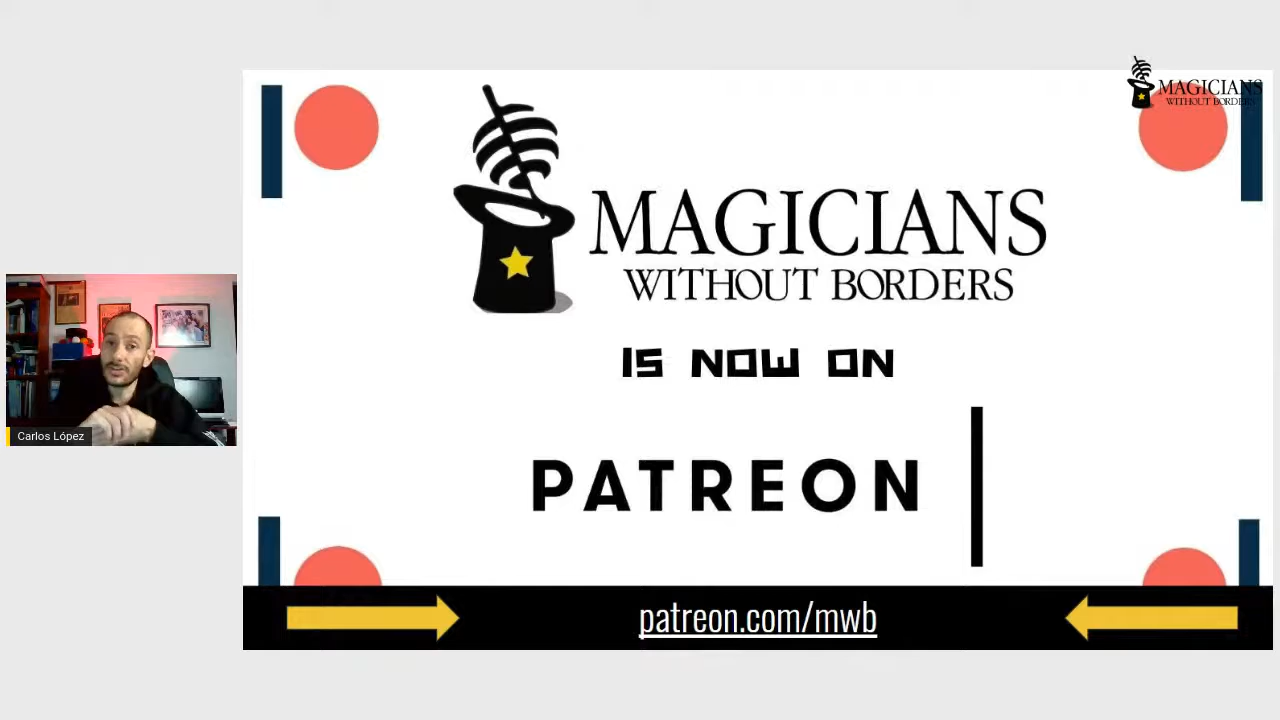 MAGICIANS
WITHOUT BORDERS
MAGICIANS
WITHOUT BORDERS
IS NOW ON
PATREON
Carlos López
patreon.com/mwb